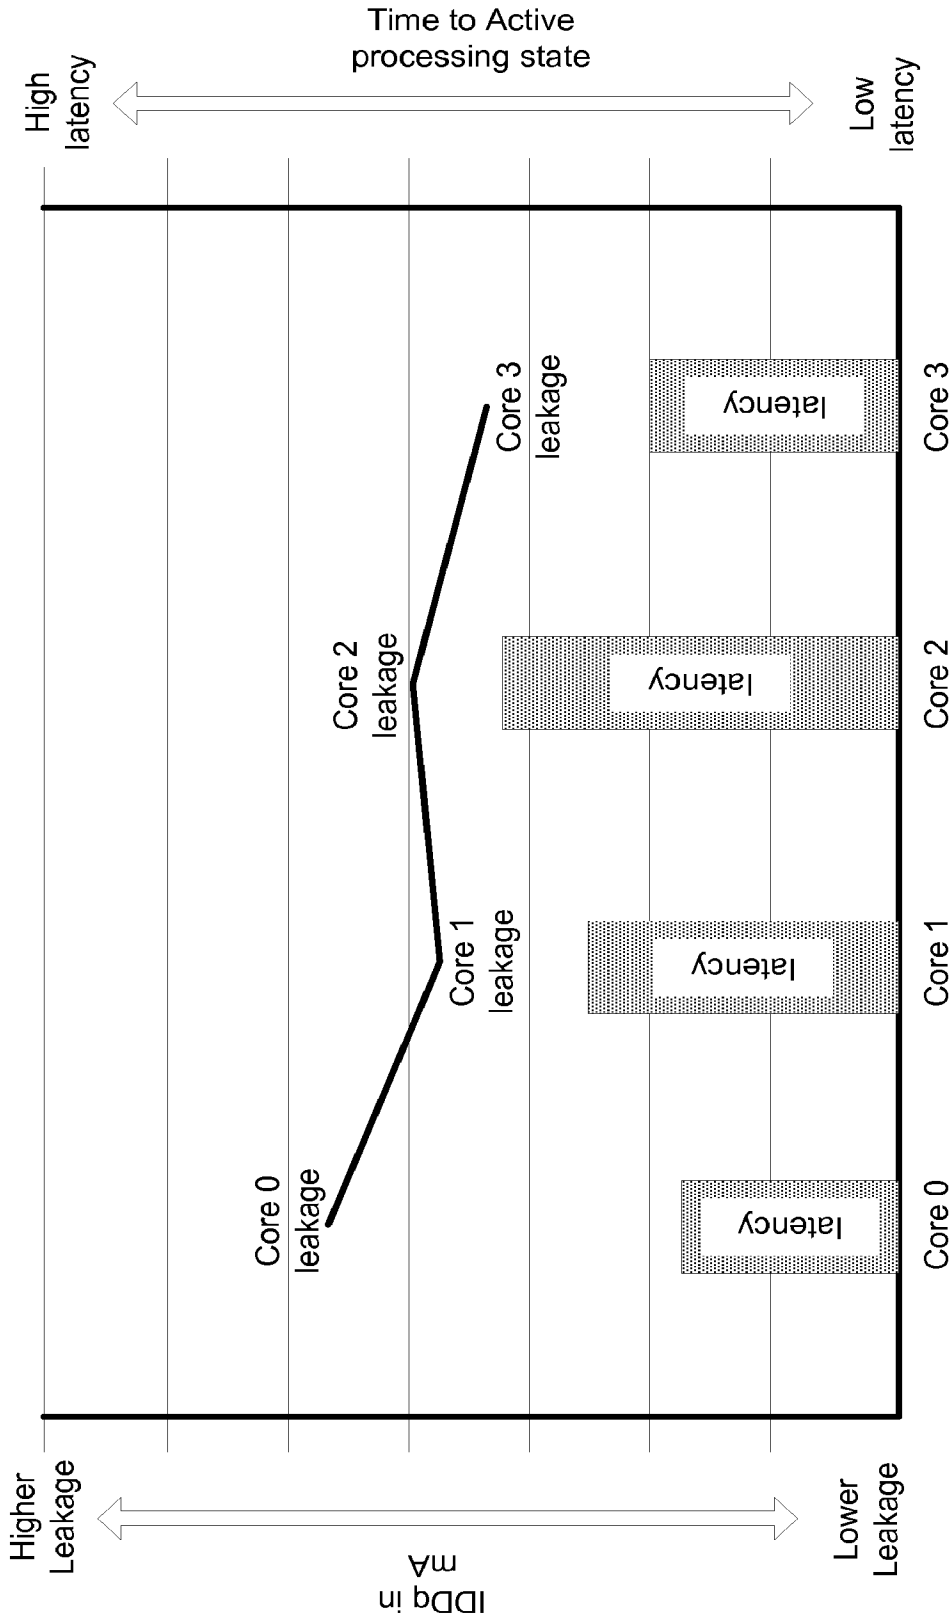 Higher
Leakage
IDDq in
mA
Lower
Leakage
Core 0
leakage
Core 1
leakage
Core 2
leakage
Core 3
leakage
latency
latency
latency
latency
Core 0
Core 1
Core 2
Core 3
High
latency
Time to Active
processing state
Low
latency